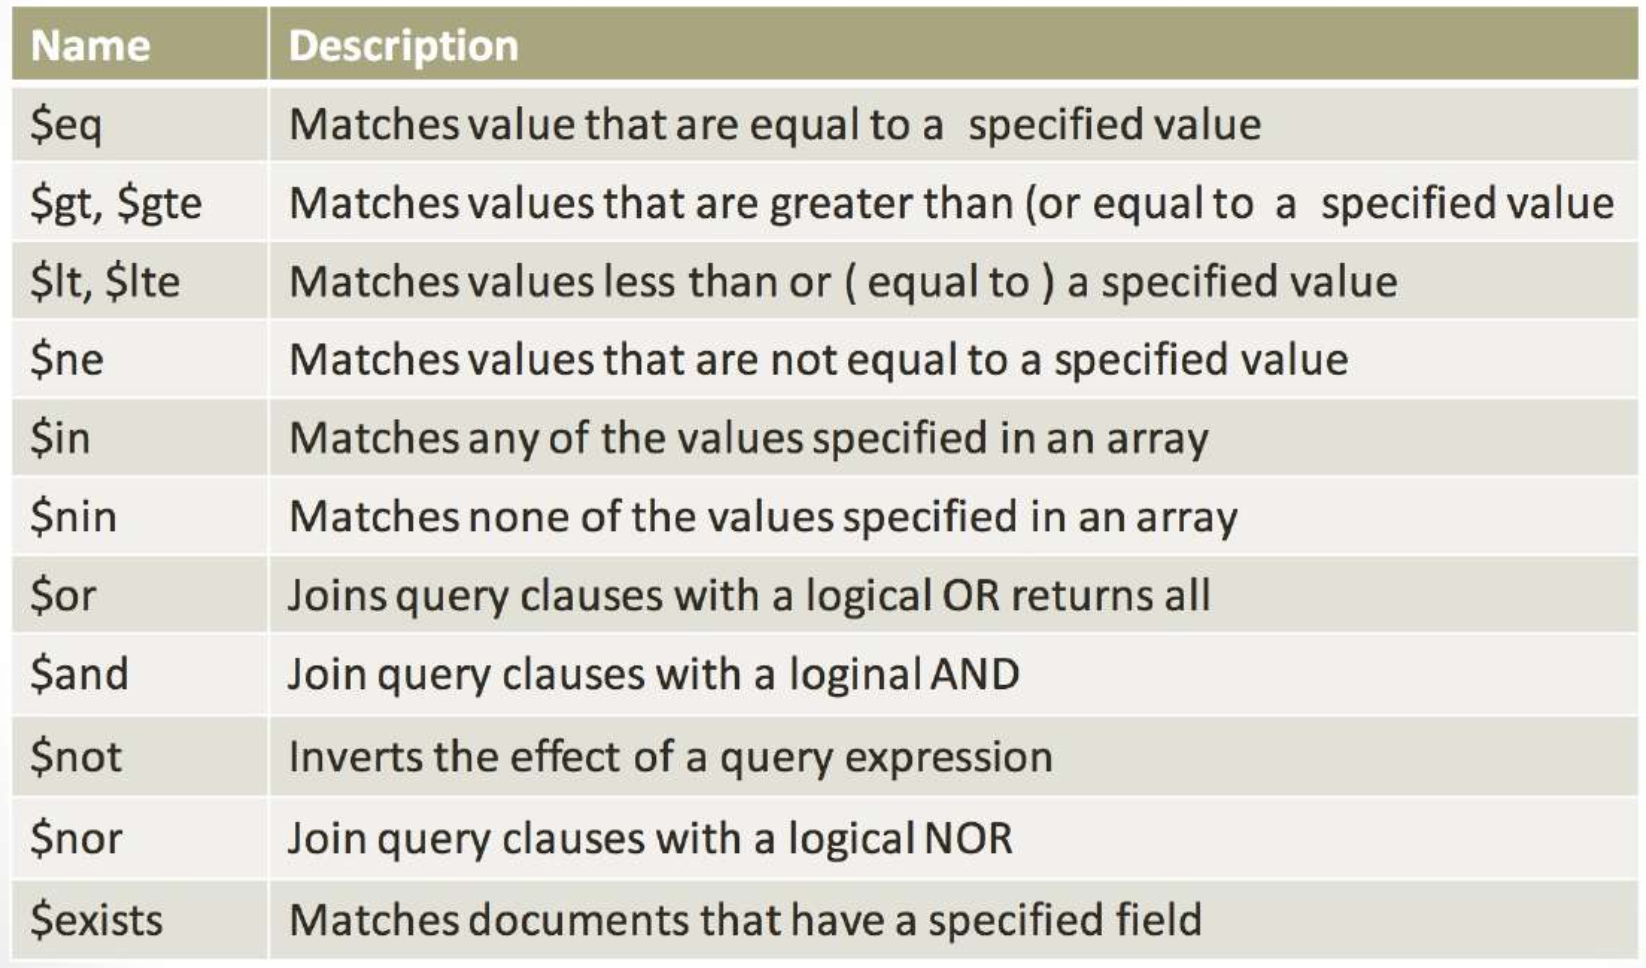 Name Description
$eq Matches value that are equal to a specified value
$gt, $gte Matches values that are greater than (or equal to a specified value
$lt, $lte Matches values less than or ( equal to ) a specified value
$ne Matches values that are not equal to a specified value
$in Matches any of the values specified in an array
$nin Matches none of the values specified in an array
$or Joins query clauses with a logical OR returns all
$and Join query clauses with a loginal AND
$not Inverts the effect of a query expression
$nor Join query clauses with a logical NOR
$exists Matches documents that have a specified field